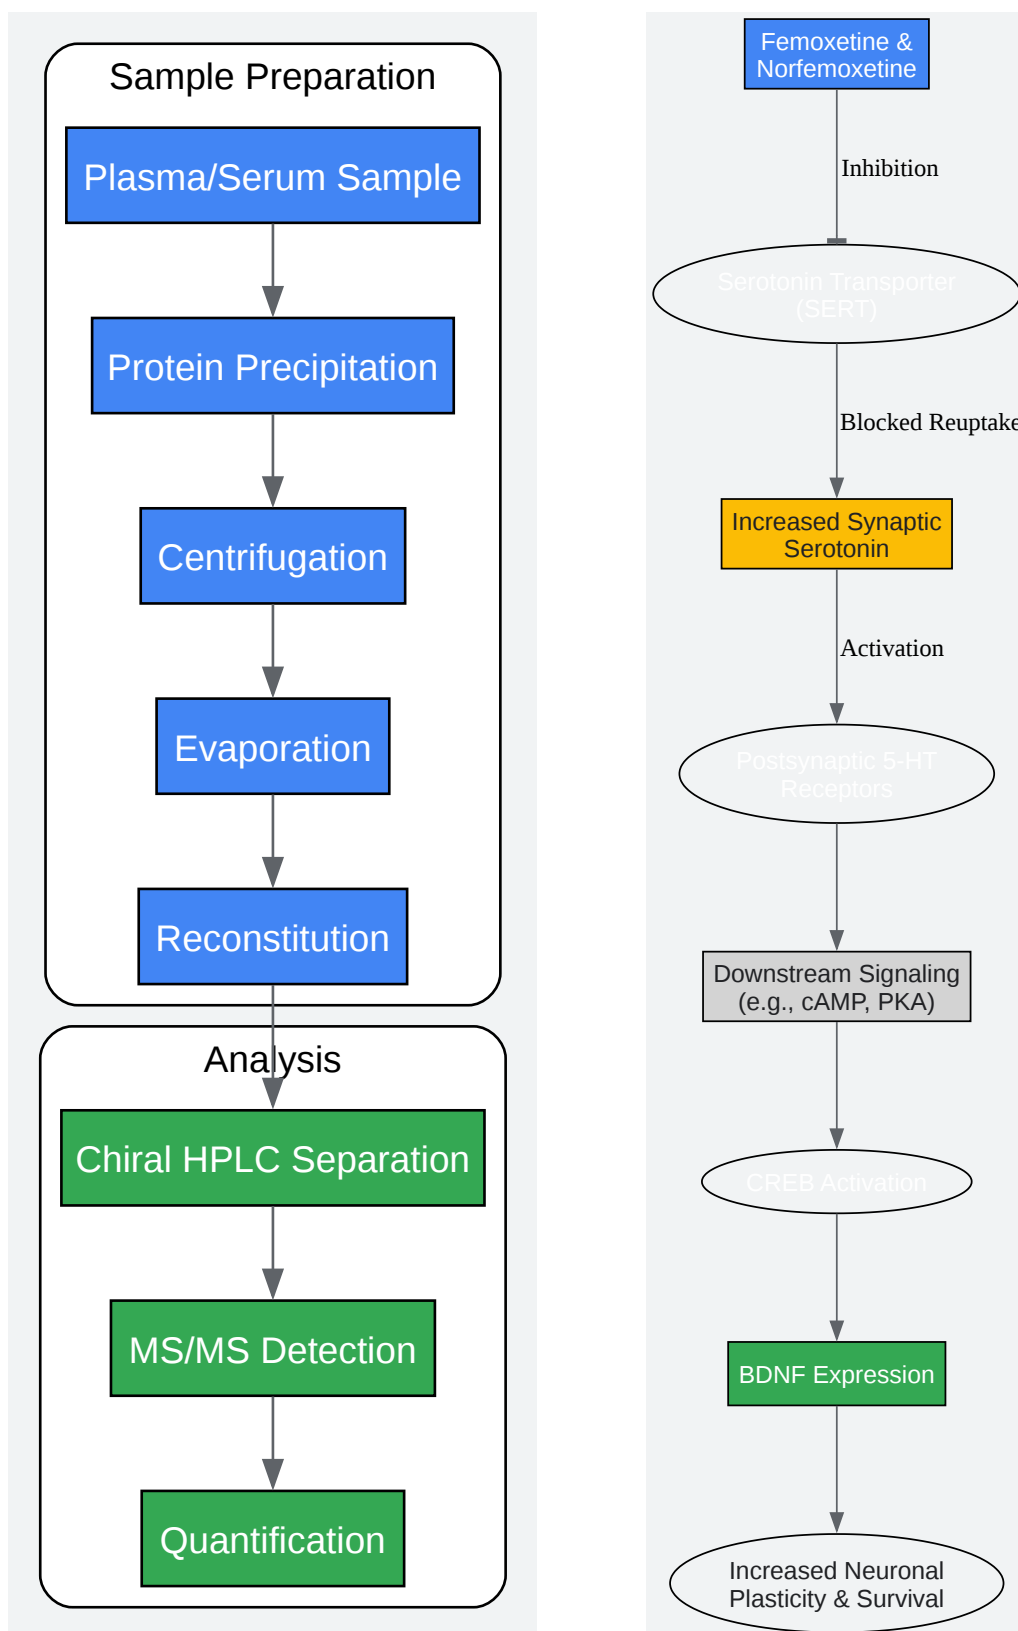 Sample Preparation
Plasma/Serum Sample
Protein Precipitation
Centrifugation
Evaporation
Reconstitution
Analysis
Chiral HPLC Separation
MS/MS Detection
Quantification
Femoxetine &
Norfemoxetine
Inhibition
Serotonin Transporter
(SERT)
Blocked Reuptake
Increased Synaptic
Serotonin
Activation
Postsynaptic 5-HT
Receptors
Downstream Signaling
(e.g., cAMP, PKA)
CREB Activation
BDNF Expression
Increased Neuronal
Plasticity & Survival